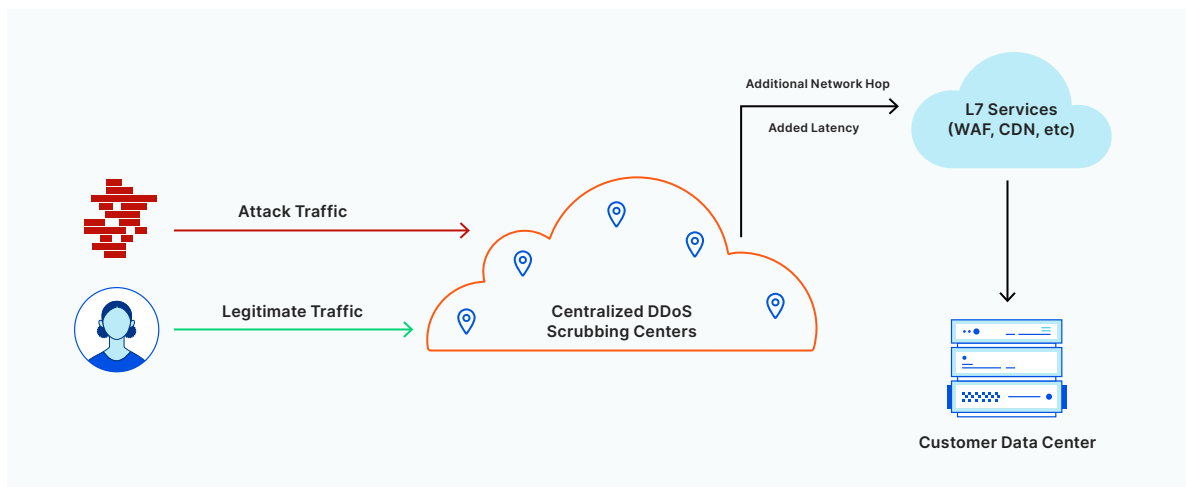 Additional Network Hop
Added Latency
L7 Services
(WAF, CDN, etc)
Attack Traffic
Legitimate Traffic
Centralized DDoS
Scrubbing Centers
Customer Data Center